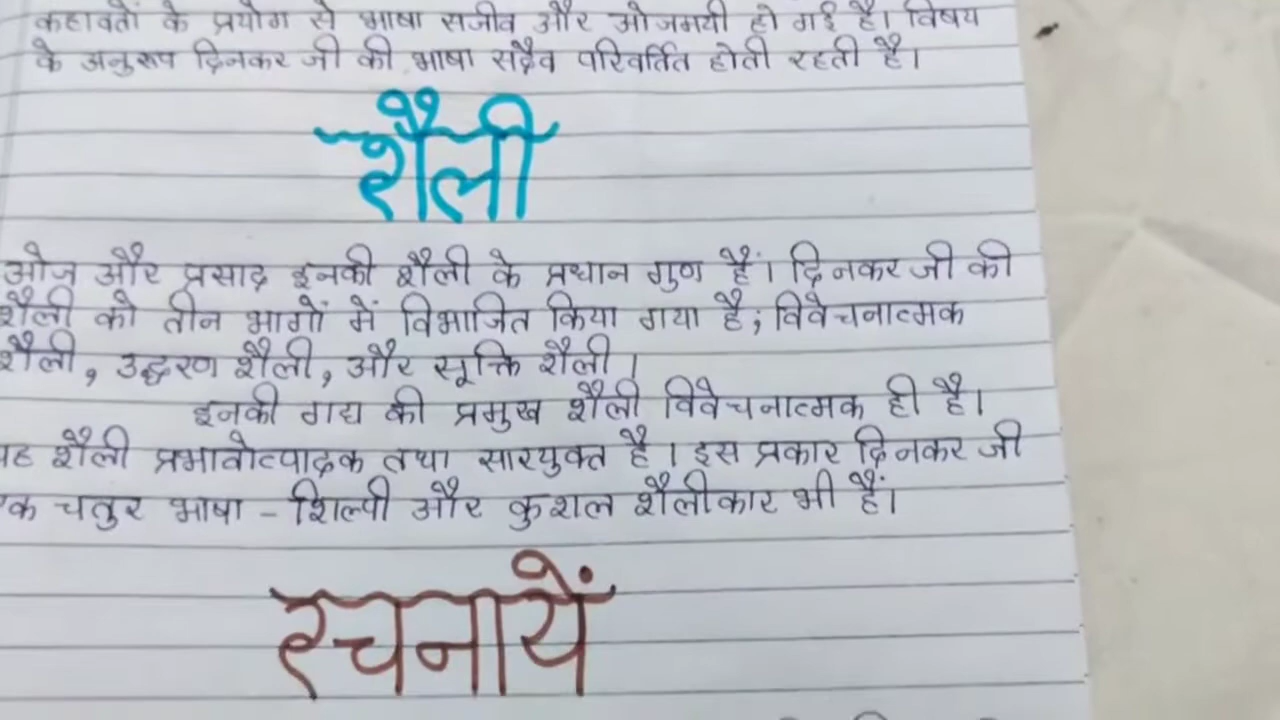 कहावतों के प्रयोग से भाषा सजीव और ओजमयी हो गई है। विषय
के अनुरूप दिनकर जी की भाषा सदैव परिवर्तित होती रहती है।
शैली
ओज और प्रसाद इनकी शैली के प्रधान गुण हैं। दिनकर जी की
शैली को तीन भागों में विभाजित किया गया है; विवेचनात्मक
शैली, उद्धरण शैली, और सूक्ति शैली।
इनकी गद्य की प्रमुख शैली विवेचनात्मक ही है।
यह शैली प्रभावोत्पादक तथा सारयुक्त है। इस प्रकार दिनकर जी
एक चतुर भाषा - शिल्पी और कुशल शैलीकार भी हैं।
रचनायें